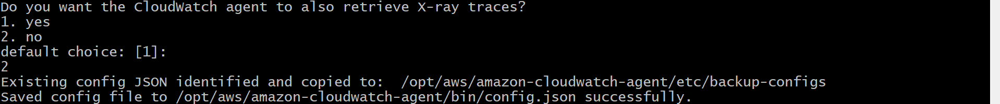 Do you want the CloudWatch agent to also retrieve X-ray traces?
1. yes
2. no
default choice: [1]:
2
Existing config JSON identified and copied to:  /opt/aws/amazon-cloudwatch-agent/etc/backup-configs
Saved config file to /opt/aws/amazon-cloudwatch-agent/bin/config.json successfully.